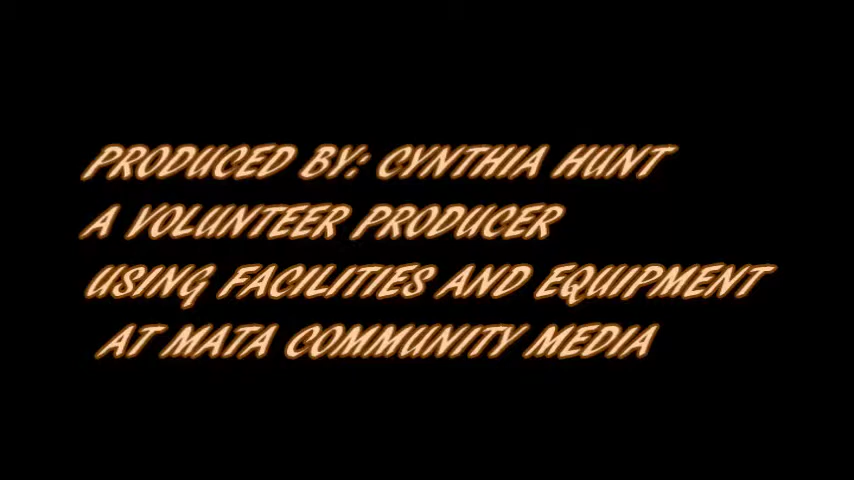 PRODUCED BY: CYNTHIA HUNT
A VOLUNTEER PRODUCER
USING FACILITIES AND EQUIPMENT
AT MATA COMMUNITY MEDIA